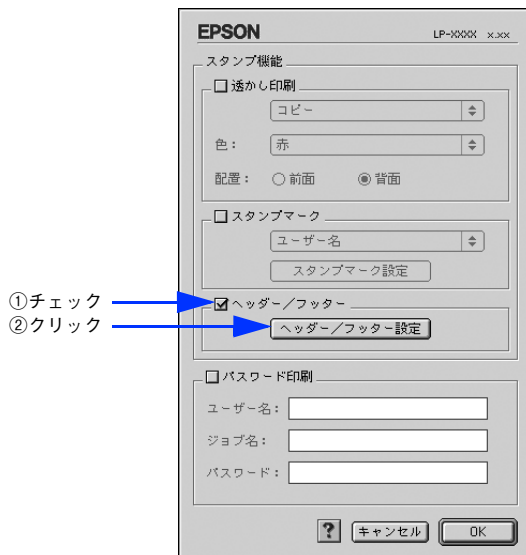 EPSON LP-XXXX x.xx
スタンプ機能
透かし印刷
コピー
色： 赤
配置： 前面 背面
スタンプマーク
ユーザー名
スタンプマーク設定
①チェック ヘッダー／フッター
②クリック ヘッダー／フッター設定
パスワード印刷
ユーザー名：
ジョブ名：
パスワード：
? キャンセル OK